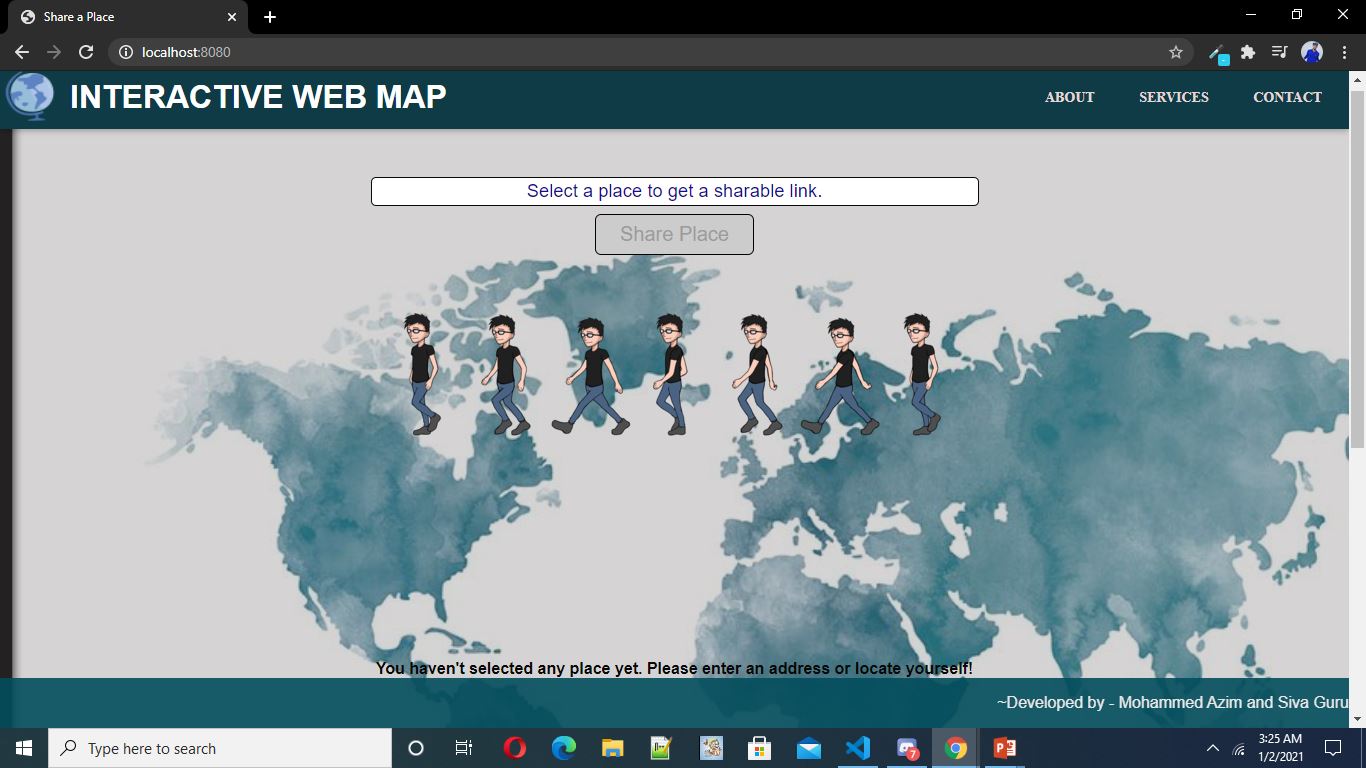 Share a Place
localhost:8080
INTERACTIVE WEB MAP
ABOUT SERVICES CONTACT
Select a place to get a sharable link.
Share Place
You haven't selected any place yet. Please enter an address or locate yourself!
~Developed by - Mohammed Azim and Siva Guru
Type here to search
7
3:25 AM
1/2/2021